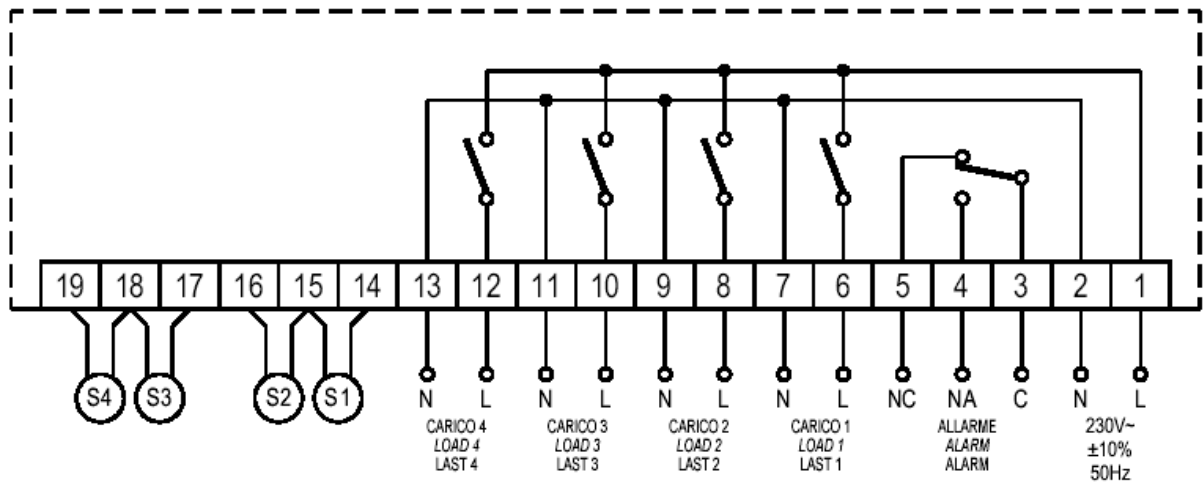 19 18 17 16 15 14 13 12 11 10 9 8 7 6 5 4 3 2 1
S4 S3 S2 S1
N L N L N L N L NC NA C N L
CARICO 4
LOAD 4
LAST 4
CARICO 3
LOAD 3
LAST 3
CARICO 2
LOAD 2
LAST 2
CARICO 1
LOAD 1
LAST 1
ALLARME
ALARM
ALARM
230V~
±10%
50Hz